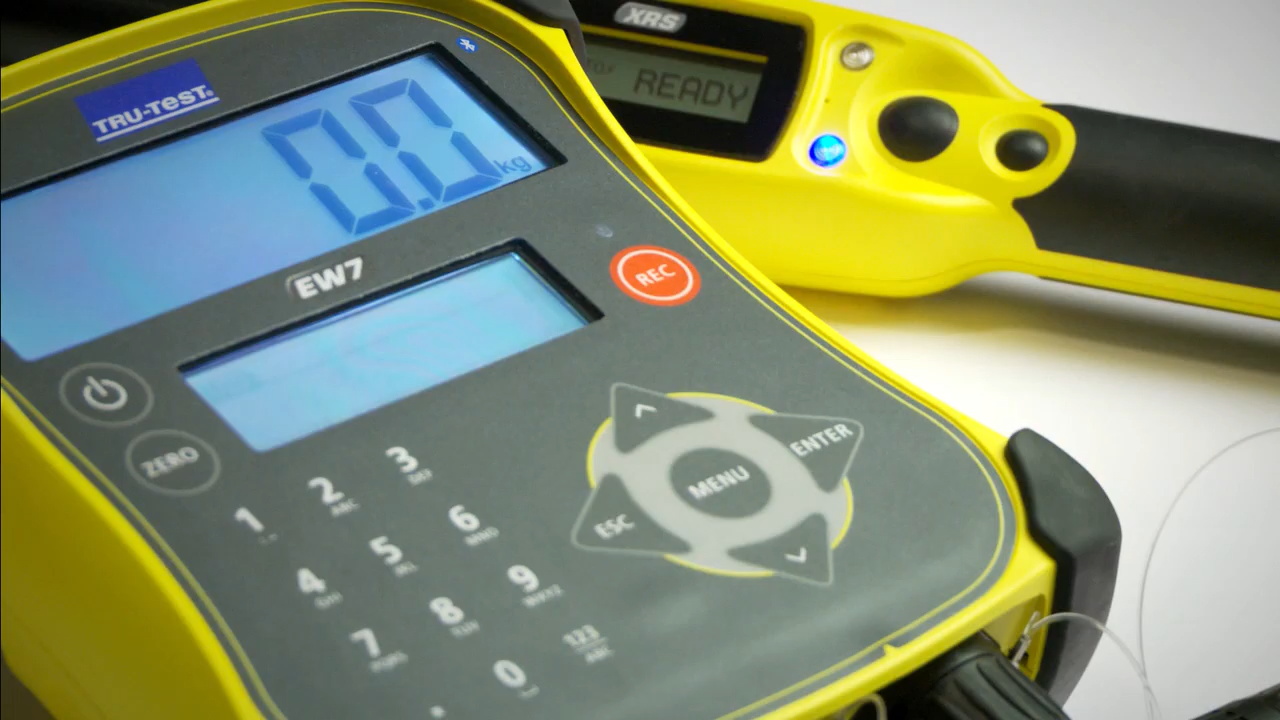 XRS
READY
TRU-TEST
0.0 kg
EW7
REC
ZERO
ENTER
MENU
ESC
1
2 ABC
3 DEF
4 GHI
5 JKL
6 MNO
7 PQRS
8 TUV
9 WXYZ
0
123 ABC